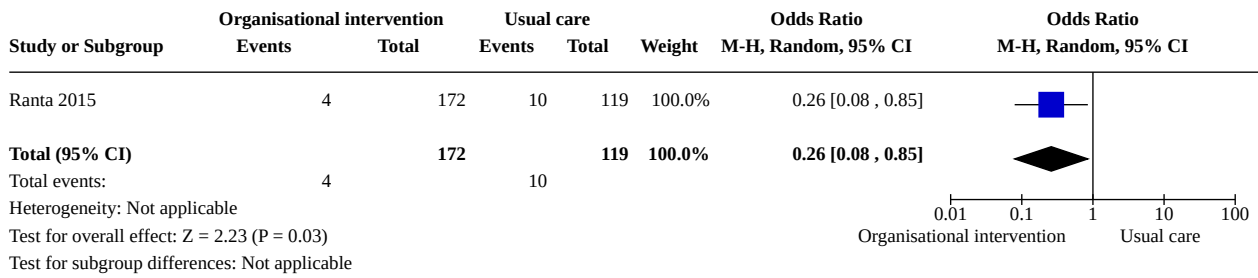 Organisational intervention Usual care Odds Ratio Odds Ratio
Study or Subgroup Events Total Events Total Weight M-H, Random, 95% CI M-H, Random, 95% CI
Ranta 2015 4 172 10 119 100.0% 0.26 [0.08 , 0.85]
Total (95% CI) 172 119 100.0% 0.26 [0.08 , 0.85]
Total events: 4 10
Heterogeneity: Not applicable
0.01 0.1 1 10 100
Test for overall effect: Z = 2.23 (P = 0.03)
Organisational intervention Usual care
Test for subgroup differences: Not applicable